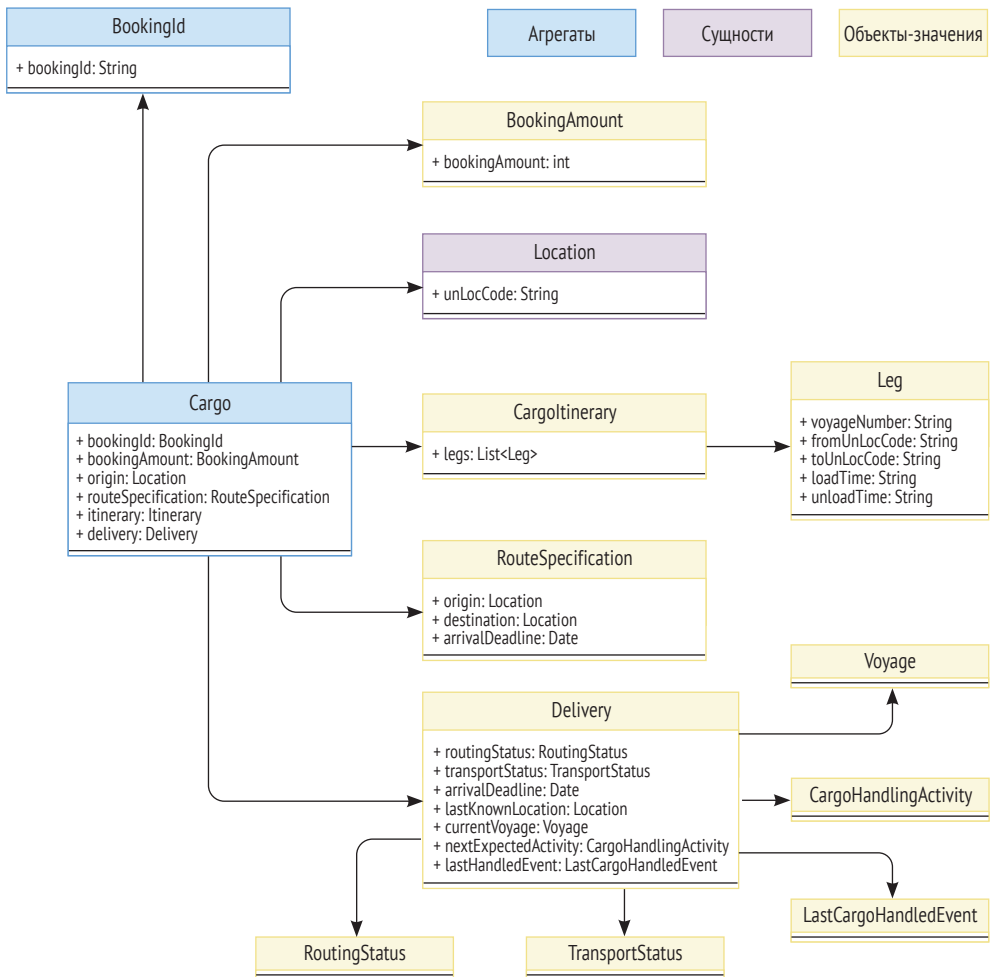 BookingId
+ bookingId: String
Агрегаты
Сущности
Объекты-значения
BookingAmount
+ bookingAmount: int
Location
+ unLocCode: String
Cargo
+ bookingId: BookingId
+ bookingAmount: BookingAmount
+ origin: Location
+ routeSpecification: RouteSpecification
+ itinerary: Itinerary
+ delivery: Delivery
CargoItinerary
+ legs: List<Leg>
Leg
+ voyageNumber: String
+ fromUnLocCode: String
+ toUnLocCode: String
+ loadTime: String
+ unloadTime: String
RouteSpecification
+ origin: Location
+ destination: Location
+ arrivalDeadline: Date
Delivery
+ routingStatus: RoutingStatus
+ transportStatus: TransportStatus
+ arrivalDeadline: Date
+ lastKnownLocation: Location
+ currentVoyage: Voyage
+ nextExpectedActivity: CargoHandlingActivity
+ lastHandledEvent: LastCargoHandledEvent
Voyage
CargoHandlingActivity
LastCargoHandledEvent
RoutingStatus
TransportStatus